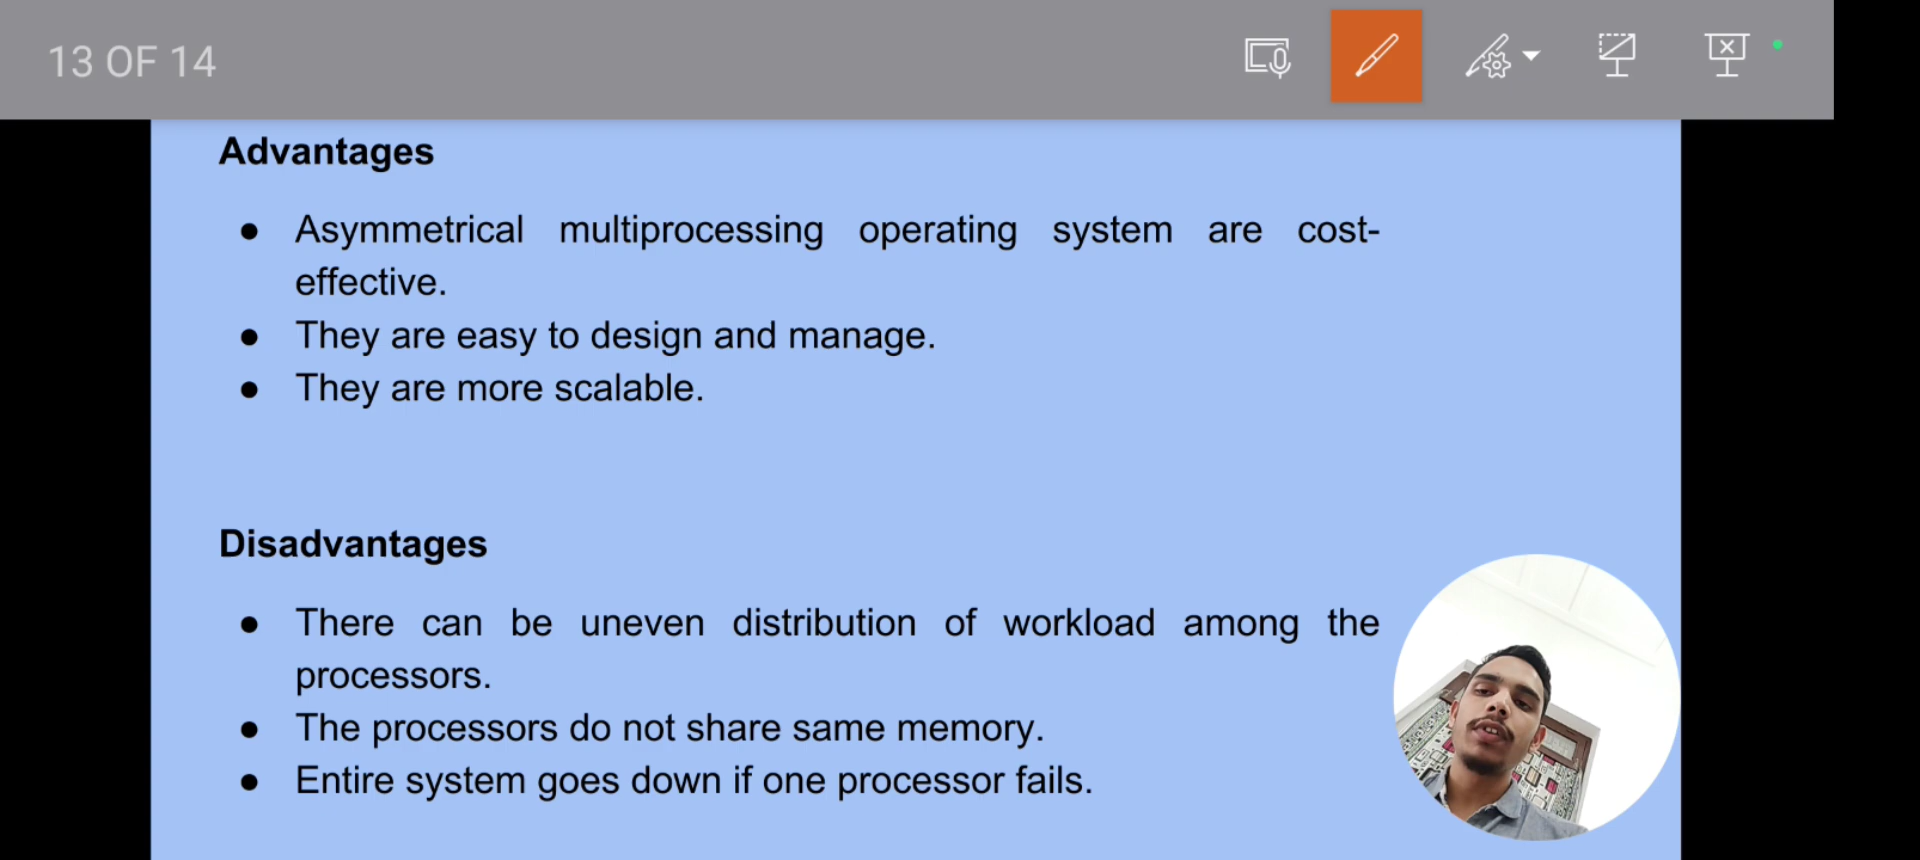 13 OF 14
Advantages
● Asymmetrical multiprocessing operating system are cost-
effective.
● They are easy to design and manage.
● They are more scalable.
Disadvantages
● There can be uneven distribution of workload among the
processors.
● The processors do not share same memory.
● Entire system goes down if one processor fails.